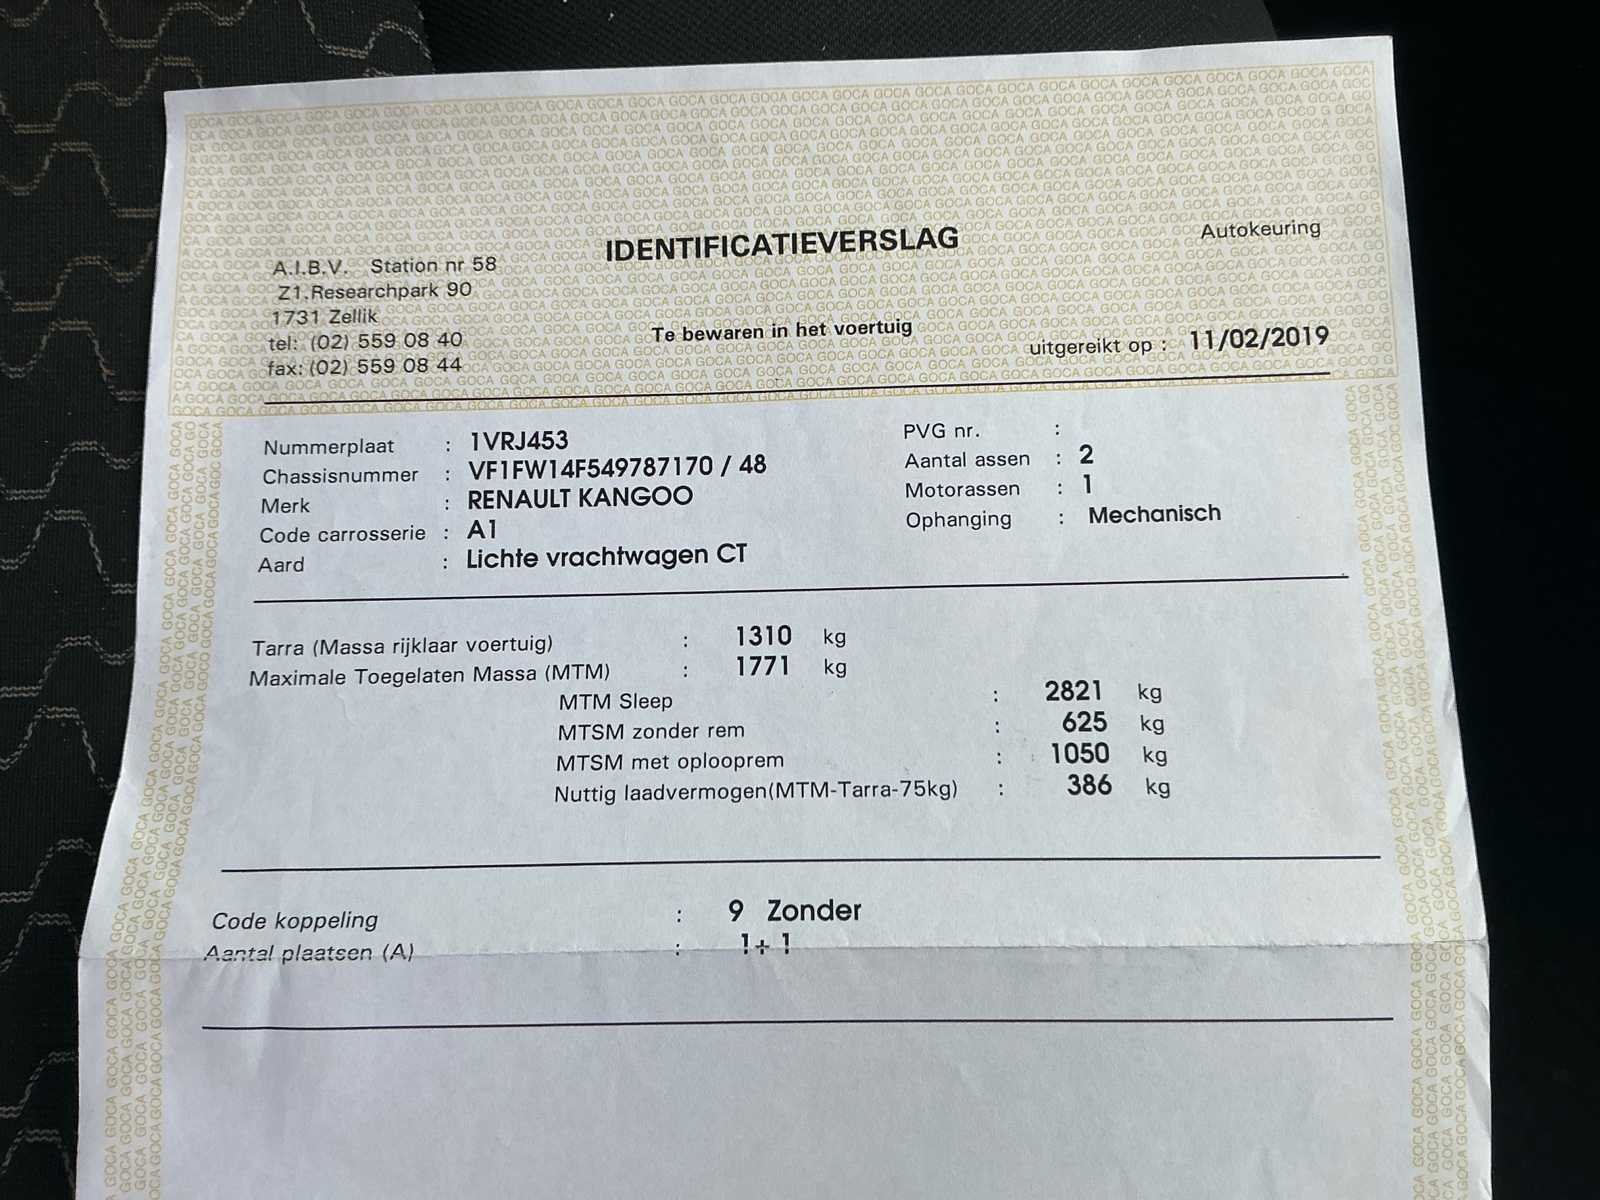 IDENTIFICATIEVERSLAG
Autokeuring
A.I.B.V. Station nr 58
Z1.Researchpark 90
1731 Zellik
tel: (02) 559 08 40
fax: (02) 559 08 44
Te bewaren in het voertuig
uitgereikt op : 11/02/2019
Nummerplaat : 1VRJ453
Chassisnummer : VF1FW14F549787170 / 48
Merk : RENAULT KANGOO
Code carrosserie : A1
Aard : Lichte vrachtwagen CT
PVG nr. :
Aantal assen : 2
Motorassen : 1
Ophanging : Mechanisch
Tarra (Massa rijklaar voertuig) : 1310 kg
Maximale Toegelaten Massa (MTM) : 1771 kg
MTM Sleep : 2821 kg
MTSM zonder rem : 625 kg
MTSM met oplooprem : 1050 kg
Nuttig laadvermogen(MTM-Tarra-75kg) : 386 kg
Code koppeling : 9 Zonder
Aantal plaatsen (A) : 1+1